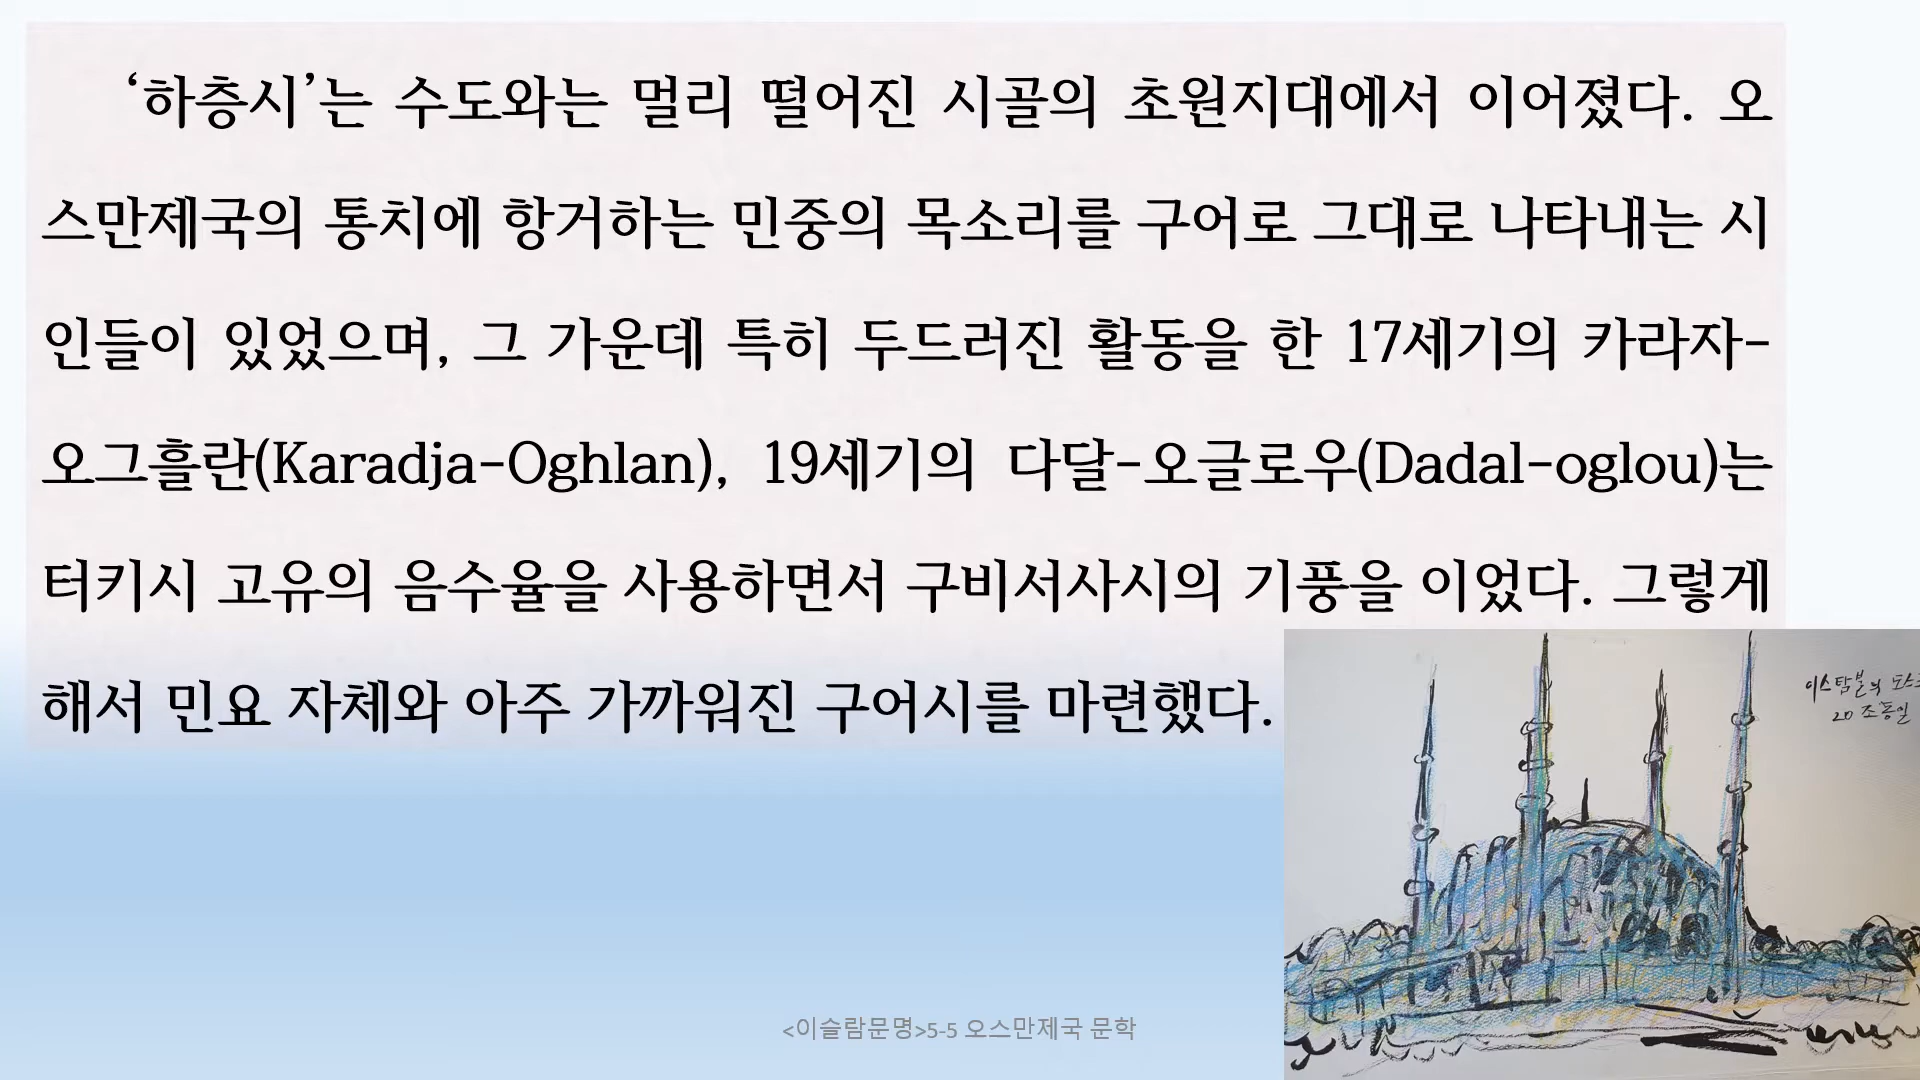 ‘하층시’는 수도와는 멀리 떨어진 시골의 초원지대에서 이어졌다. 오
스만제국의 통치에 항거하는 민중의 목소리를 구어로 그대로 나타내는 시
인들이 있었으며, 그 가운데 특히 두드러진 활동을 한 17세기의 카라자-
오그흘란(Karadja-Oghlan), 19세기의 다달-오글로우(Dadal-oglou)는
터키시 고유의 음수율을 사용하면서 구비서사시의 기풍을 이었다. 그렇게
해서 민요 자체와 아주 가까워진 구어시를 마련했다.
이스탐불의
20 조동일
<이슬람문명>5-5 오스만제국 문학